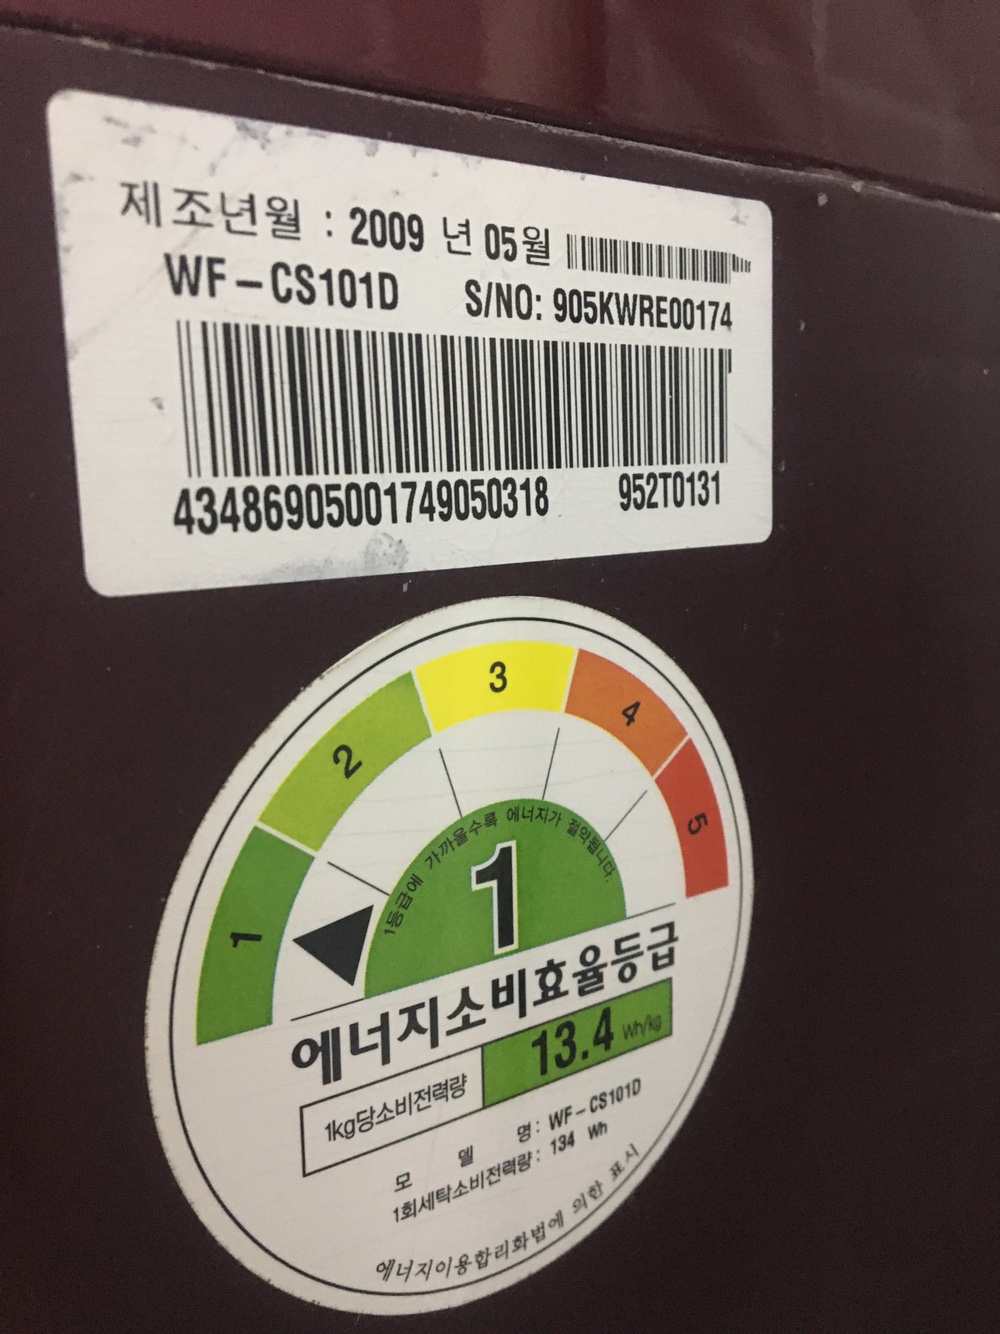 제조년월 : 2009 년 05월
WF-CS101D S/NO: 905KWRE00174
43486905001749050318 952T0131
1 2 3 4 5
1등급에 가까울수록 에너지가 절약됩니다.
1
에너지소비효율등급
1kg당소비전력량 13.4 Wh/kg
모 델 명: WF-CS101D
1회세탁소비전력량: 134 Wh
에너지이용합리화법에 의한 표시